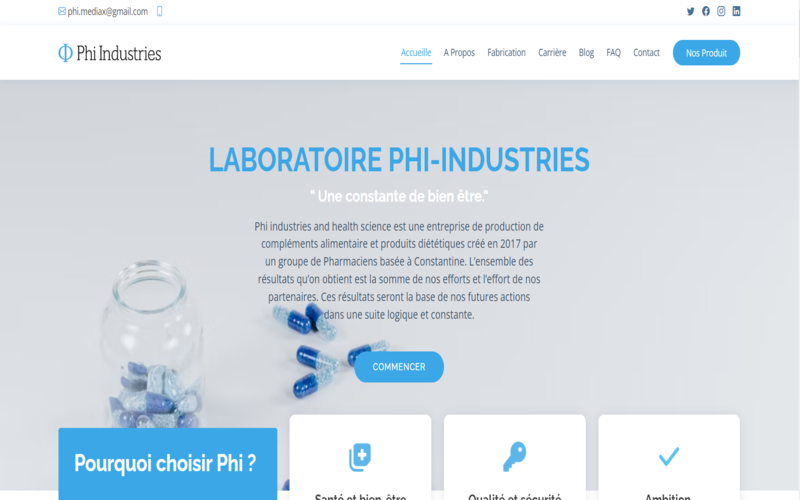 phi.mediax@gmail.com
Phi Industries
Accueille A Propos Fabrication Carrière Blog FAQ Contact Nos Produit
LABORATOIRE PHI-INDUSTRIES
" Une constante de bien être."
Phi industries and health science est une entreprise de production de
compléments alimentaire et produits diététiques créé en 2017 par
un groupe de Pharmaciens basée à Constantine. L'ensemble des
résultats qu'on obtient est la somme de nos efforts et l'effort de nos
partenaires. Ces résultats seront la base de nos futures actions
dans une suite logique et constante.
COMMENCER
Pourquoi choisir Phi ?
Santé et bien-être
Qualité et sécurité
Ambition